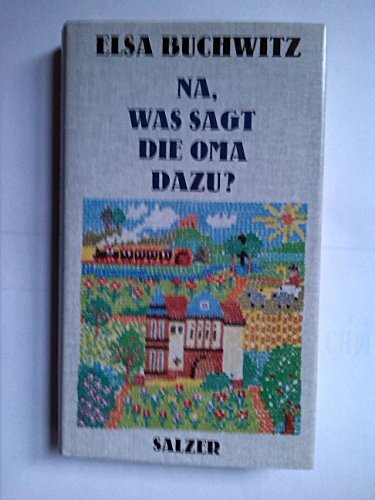 ELSA BUCHWITZ
NA,
WAS SAGT
DIE OMA
DAZU?
SALZER